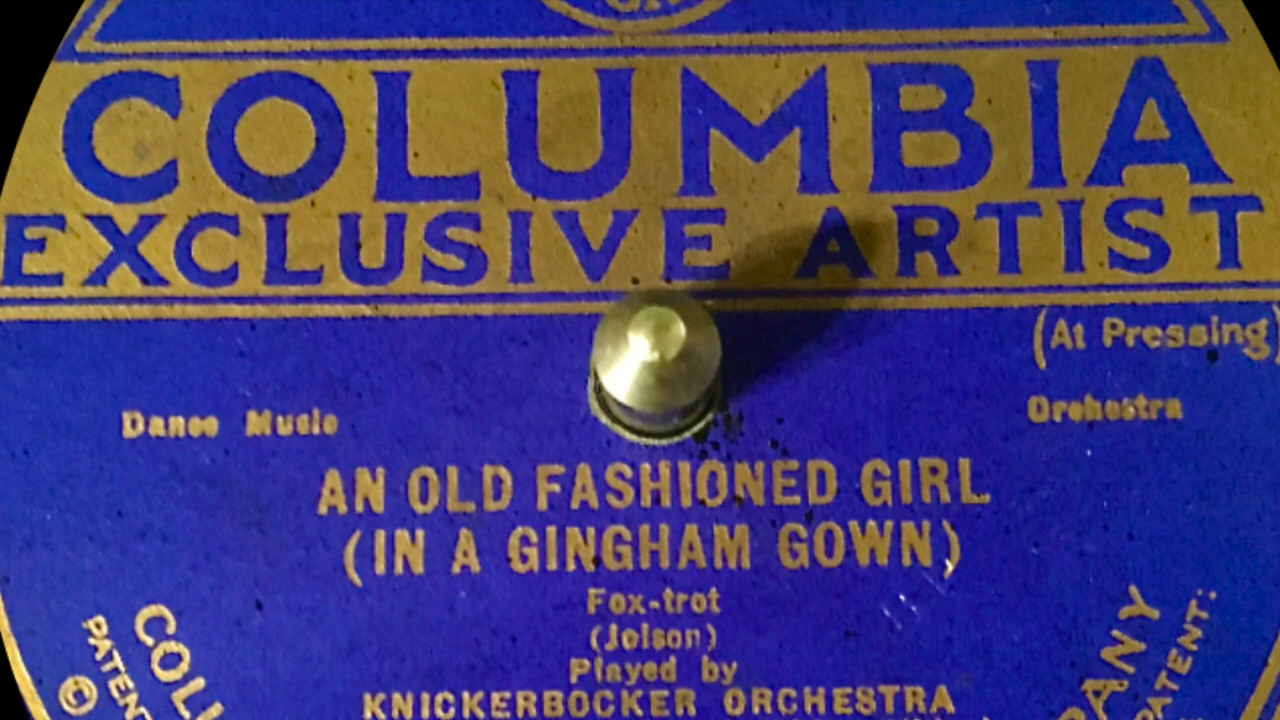 COLUMBIA
EXCLUSIVE ARTIST
(At Pressing)
Dance Music
Orchestra
AN OLD FASHIONED GIRL
(IN A GINGHAM GOWN)
Fox-trot
(Jolson)
Played by
KNICKERBOCKER ORCHESTRA
©